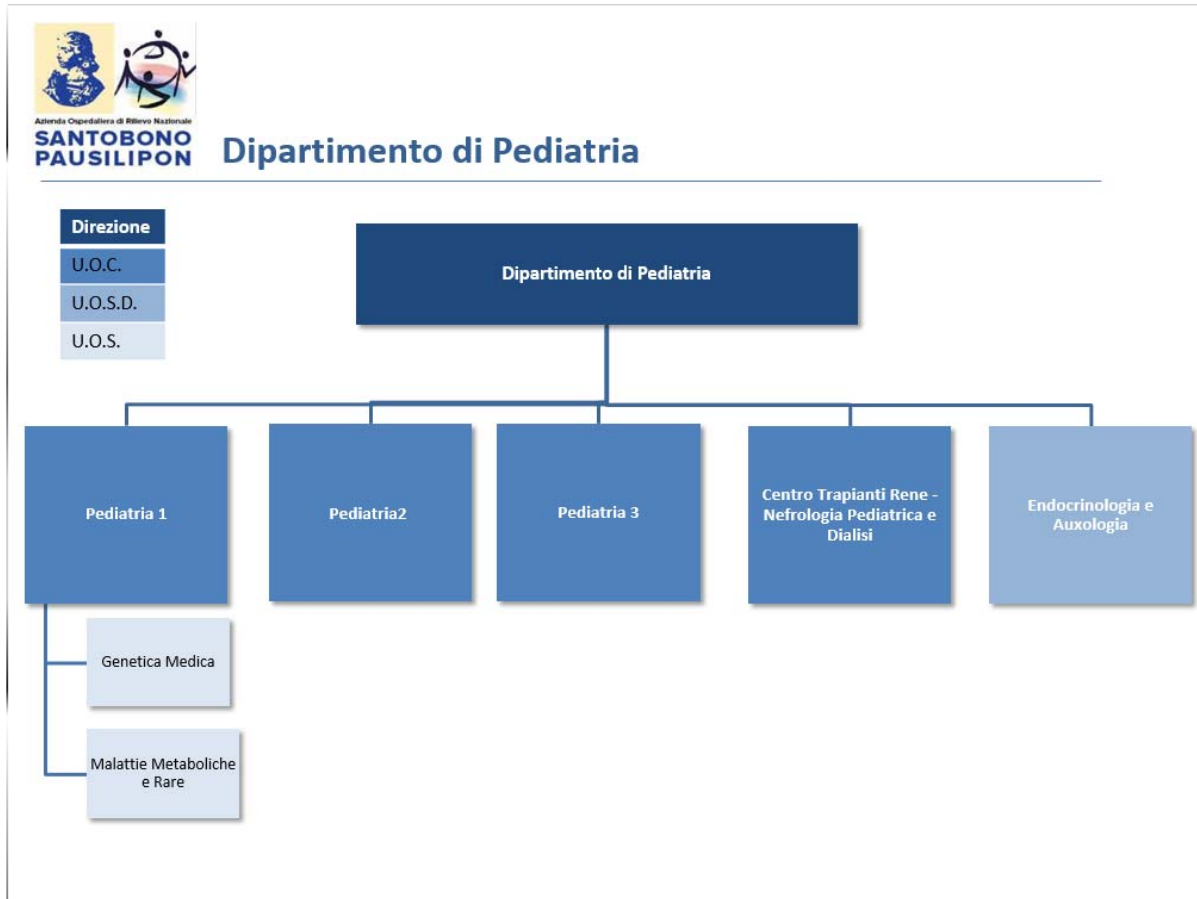 Azienda Ospedaliera di Rilievo Nazionale
SANTOBONO
PAUSILIPON
Dipartimento di Pediatria
Direzione
U.O.C.
U.O.S.D.
U.O.S.
Dipartimento di Pediatria
Pediatria 1
Pediatria2
Pediatria 3
Centro Trapianti Rene -
Nefrologia Pediatrica e
Dialisi
Endocrinologia e
Auxologia
Genetica Medica
Malattie Metaboliche
e Rare